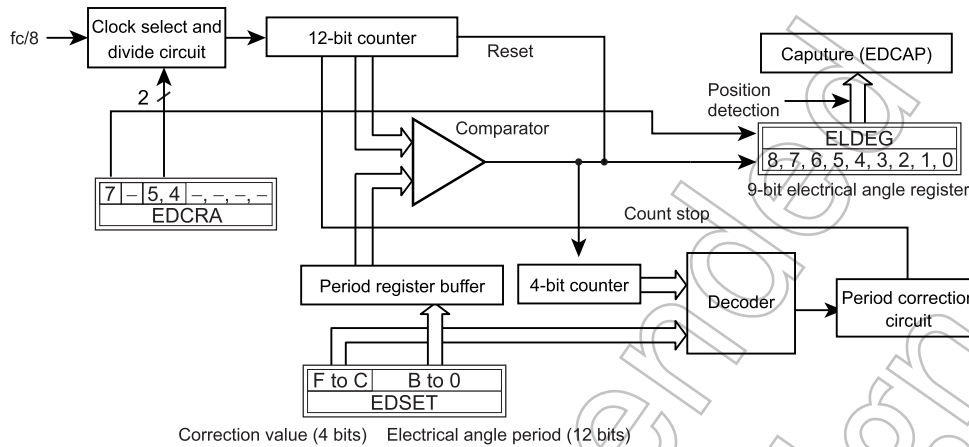 Clock select and
divide circuit
fc/8
12-bit counter
Reset
Caputure (EDCAP)
Position
detection
2
Comparator
ELDEG
8, 7, 6, 5, 4, 3, 2, 1, 0
9-bit electrical angle register
7 – 5, 4 –, –, –, –
EDCRA
Count stop
Period register buffer
4-bit counter
Decoder
Period correction
circuit
F to C B to 0
EDSET
Correction value (4 bits) Electrical angle period (12 bits)